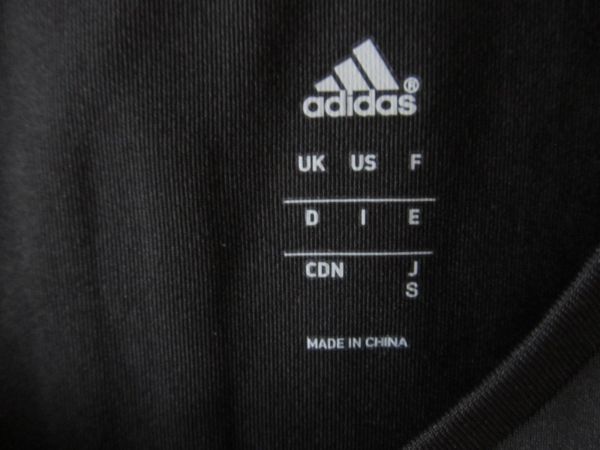 adidas®
UK US F
D I E
CDN J
S
MADE IN CHINA